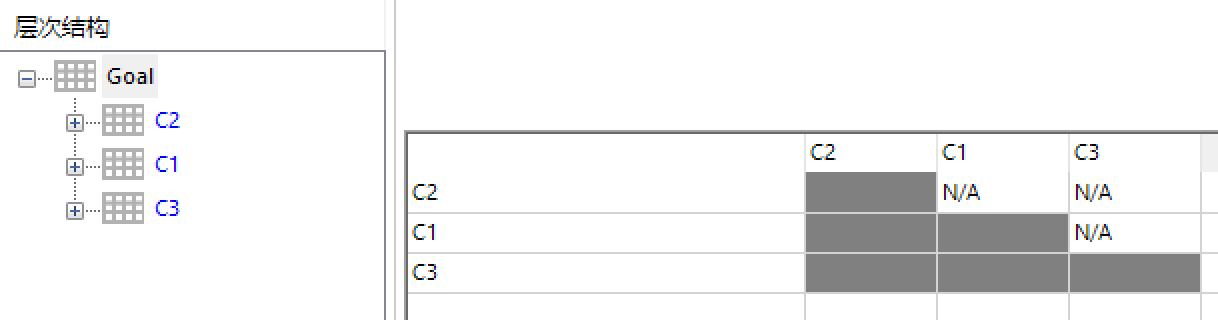 层次结构
Goal
C2
C1
C3
C2 C1 C3
C2 N/A N/A
C1 N/A
C3